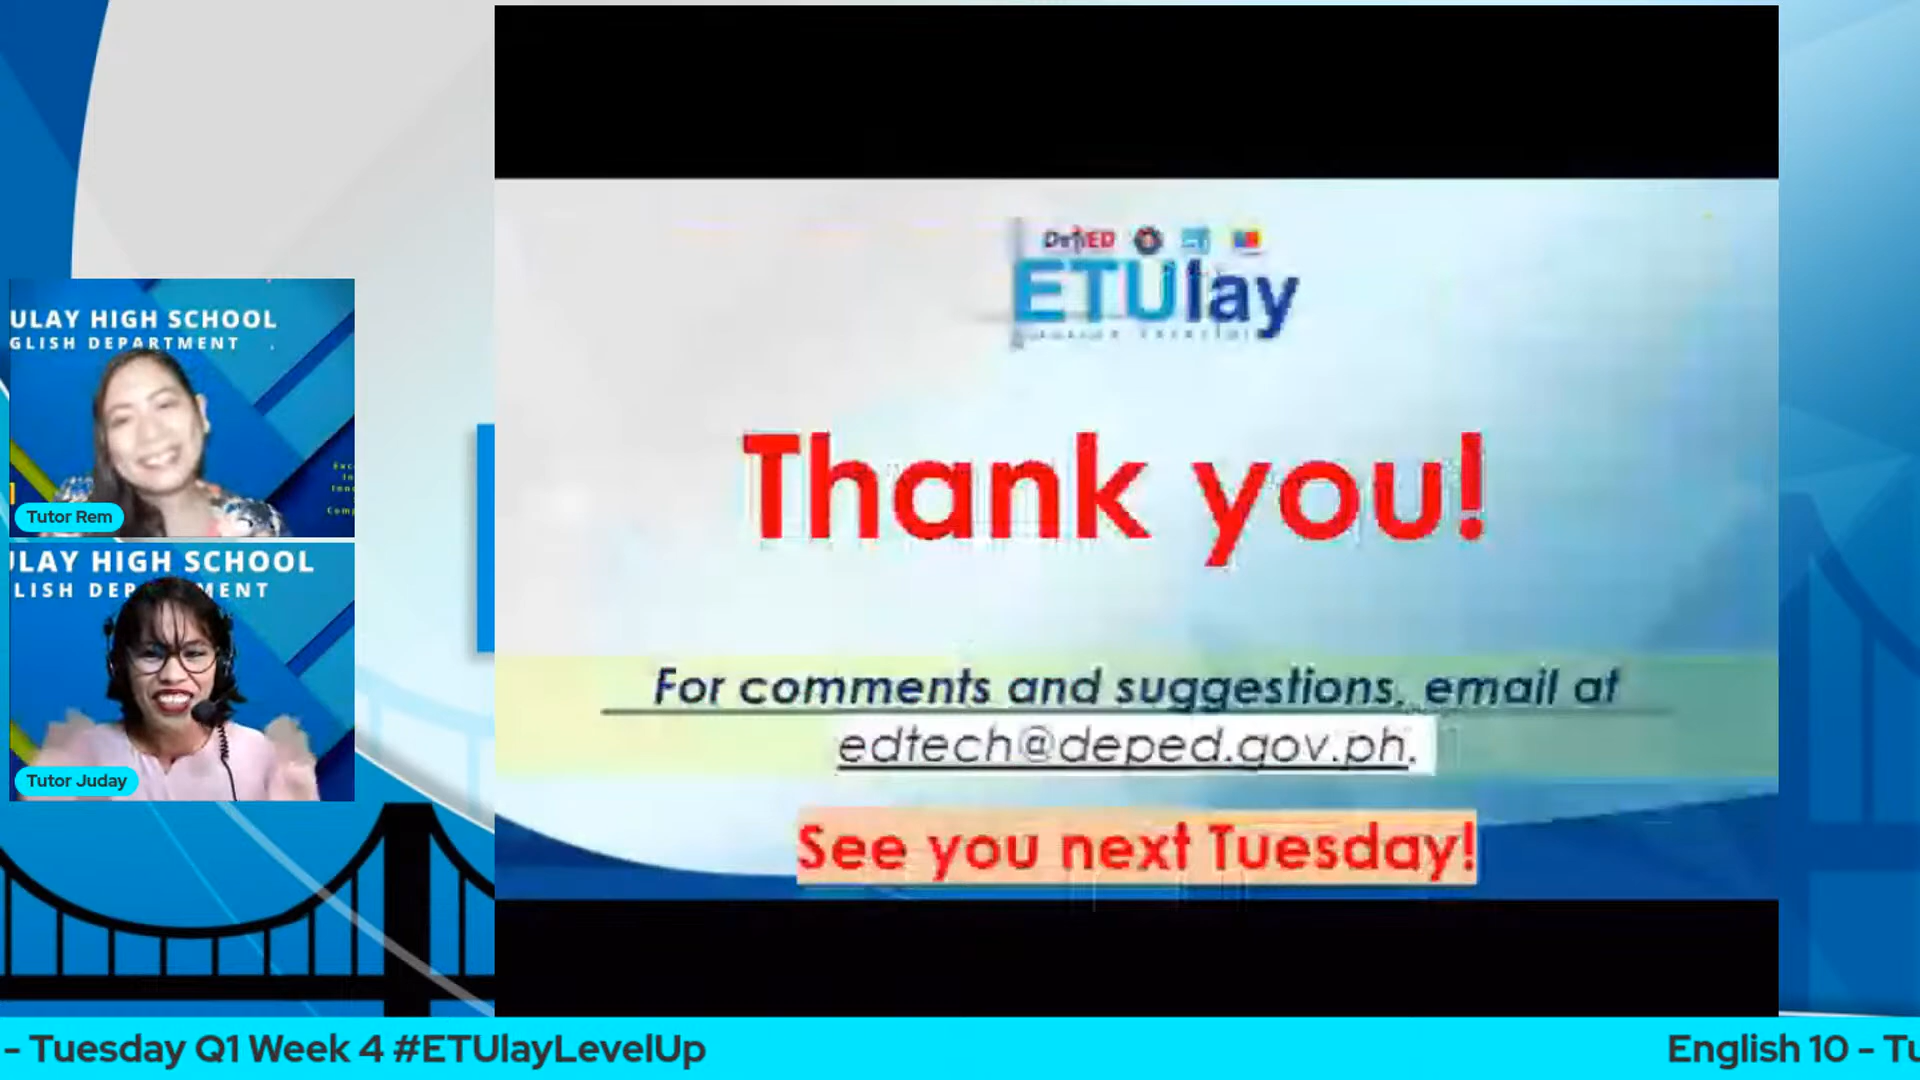 ULAY HIGH SCHOOL
GLISH DEPARTMENT
Tutor Rem
ULAY HIGH SCHOOL
LISH DEP MENT
Tutor Juday
DepED
ETUlay
Thank you!
For comments and suggestions, email at
edtech@deped.gov.ph.
See you next Tuesday!
- Tuesday Q1 Week 4 #ETUlayLevelUp
English 10 - Tu